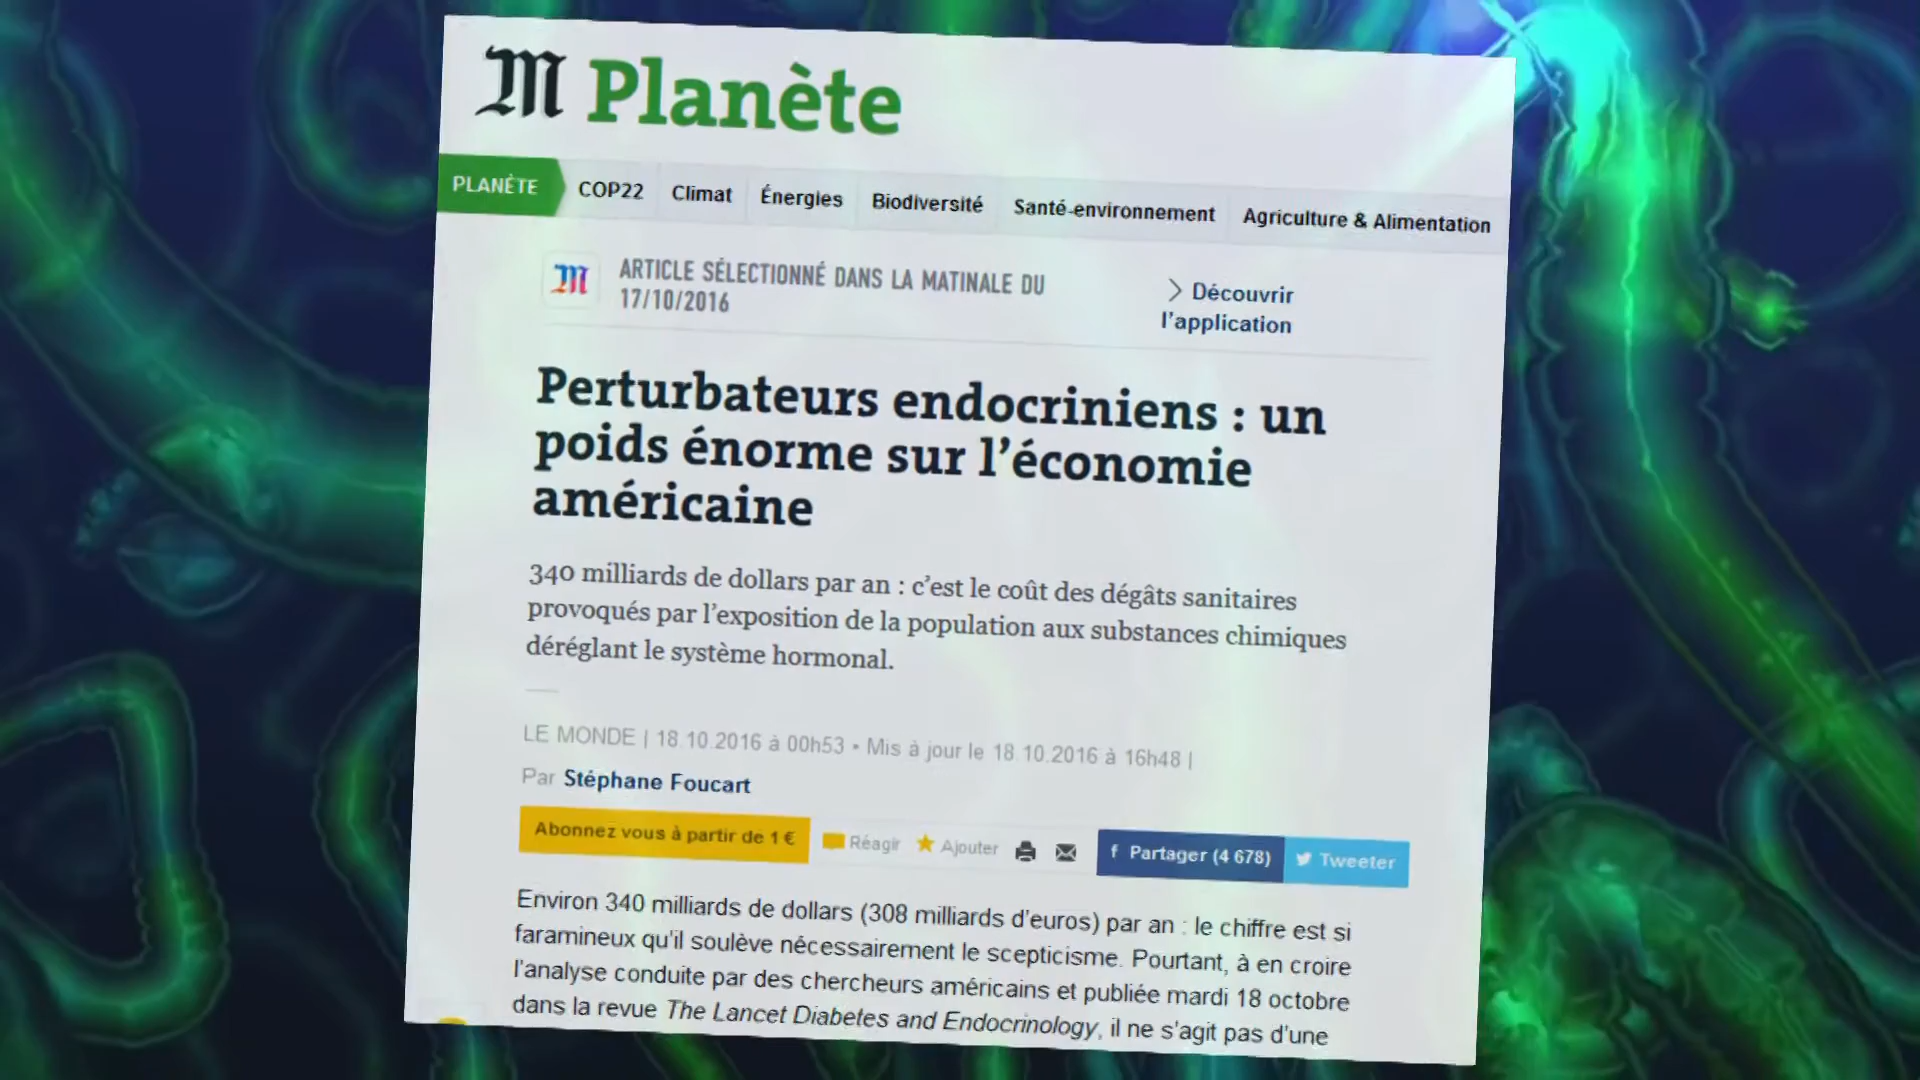 M Planète
PLANÈTE COP22 Climat Énergies Biodiversité Santé-environnement Agriculture & Alimentation
M ARTICLE SÉLECTIONNÉ DANS LA MATINALE DU
17/10/2016
Découvrir
l'application
Perturbateurs endocriniens : un
poids énorme sur l'économie
américaine
340 milliards de dollars par an : c'est le coût des dégâts sanitaires
provoqués par l'exposition de la population aux substances chimiques
déréglant le système hormonal.
LE MONDE | 18.10.2016 à 00h53 • Mis à jour le 18.10.2016 à 16h48 |
Par Stéphane Foucart
Abonnez vous à partir de 1 € Réagir Ajouter f Partager (4 678) Tweeter
Environ 340 milliards de dollars (308 milliards d'euros) par an : le chiffre est si
faramineux qu'il soulève nécessairement le scepticisme. Pourtant, à en croire
l'analyse conduite par des chercheurs américains et publiée mardi 18 octobre
dans la revue The Lancet Diabetes and Endocrinology, il ne s'agit pas d'une